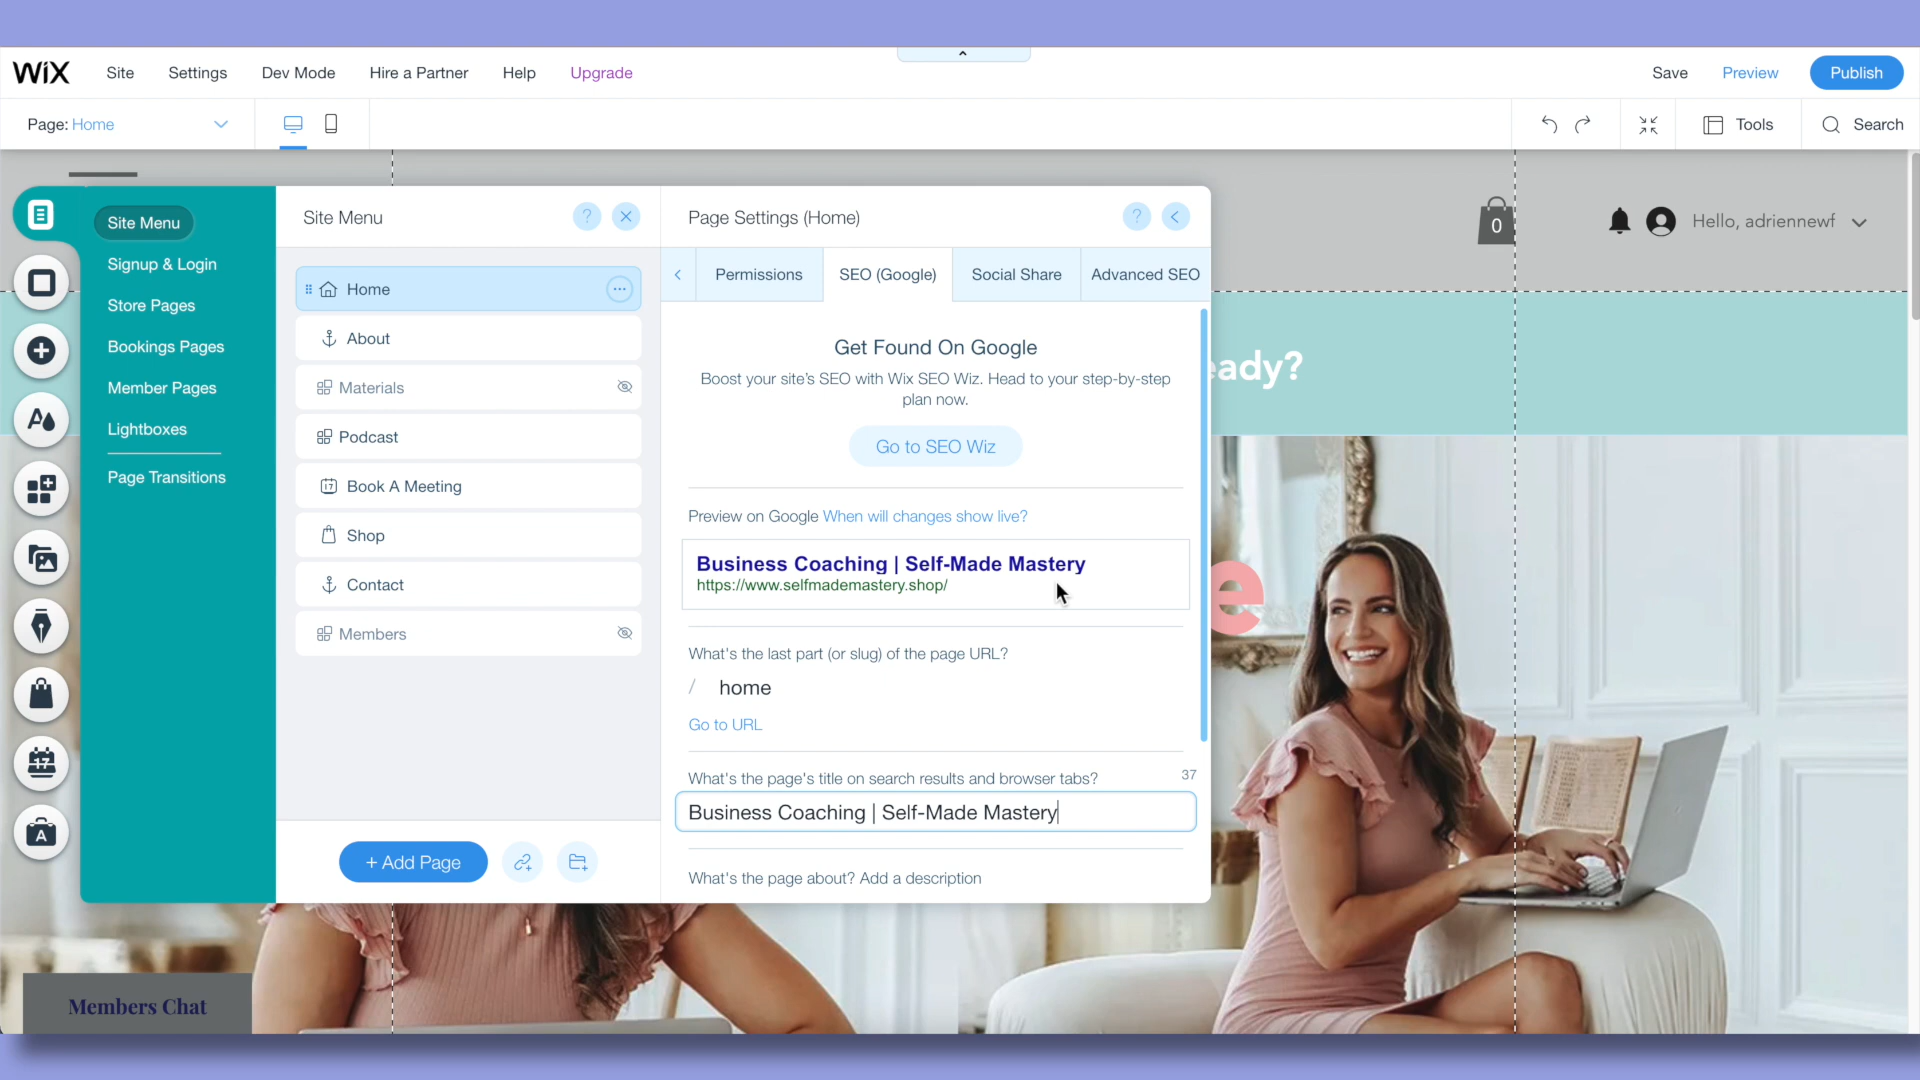 WiX
Site
Settings
Dev Mode
Hire a Partner
Help
Upgrade
Save
Preview
Publish
Page: Home
Tools
Search
Site Menu
Signup & Login
Store Pages
Bookings Pages
Member Pages
Lightboxes
Page Transitions
Site Menu
?
Home
About
Materials
Podcast
17
Book A Meeting
Shop
Contact
Members
+ Add Page
Page Settings (Home)
?
Permissions
SEO (Google)
Social Share
Advanced SEO
Get Found On Google
Boost your site's SEO with Wix SEO Wiz. Head to your step-by-step
plan now.
Go to SEO Wiz
Preview on Google When will changes show live?
Business Coaching | Self-Made Mastery
https://www.selfmademastery.shop/
What's the last part (or slug) of the page URL?
/ home
Go to URL
What's the page's title on search results and browser tabs?
37
Business Coaching | Self-Made Mastery
What's the page about? Add a description
0
Hello, adriennewf
eady?
e
A
17
A
Members Chat